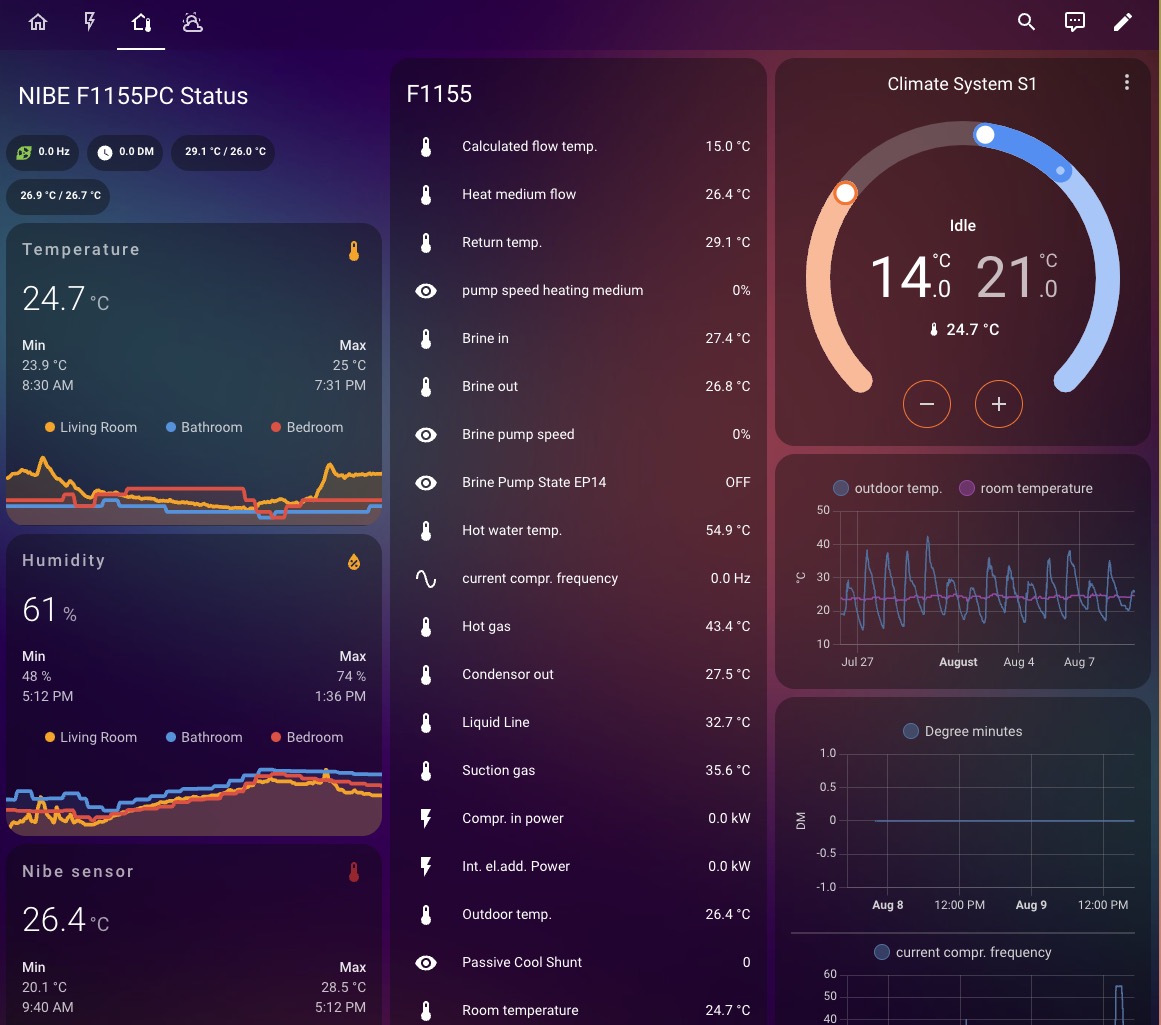 NIBE F1155PC Status
0.0 Hz
0.0 DM
29.1 °C / 26.0 °C
26.9 °C / 26.7 °C
Temperature
24.7 °C
Min Max
23.9 °C 25 °C
8:30 AM 7:31 PM
Living Room Bathroom Bedroom
Humidity
61 %
Min Max
48 % 74 %
5:12 PM 1:36 PM
Living Room Bathroom Bedroom
Nibe sensor
26.4 °C
Min Max
20.1 °C 28.5 °C
9:40 AM 5:12 PM
F1155
Calculated flow temp. 15.0 °C
Heat medium flow 26.4 °C
Return temp. 29.1 °C
pump speed heating medium 0%
Brine in 27.4 °C
Brine out 26.8 °C
Brine pump speed 0%
Brine Pump State EP14 OFF
Hot water temp. 54.9 °C
current compr. frequency 0.0 Hz
Hot gas 43.4 °C
Condensor out 27.5 °C
Liquid Line 32.7 °C
Suction gas 35.6 °C
Compr. in power 0.0 kW
Int. el.add. Power 0.0 kW
Outdoor temp. 26.4 °C
Passive Cool Shunt 0
Room temperature 24.7 °C
Climate System S1
Idle
14.0 °C 21.0 °C
24.7 °C
outdoor temp. room temperature
50
40
30
°C
20
10
Jul 27 August Aug 4 Aug 7
Degree minutes
1.0
0.5
0
DM
-0.5
-1.0
Aug 8 12:00 PM Aug 9 12:00 PM
current compr. frequency
60
50
40